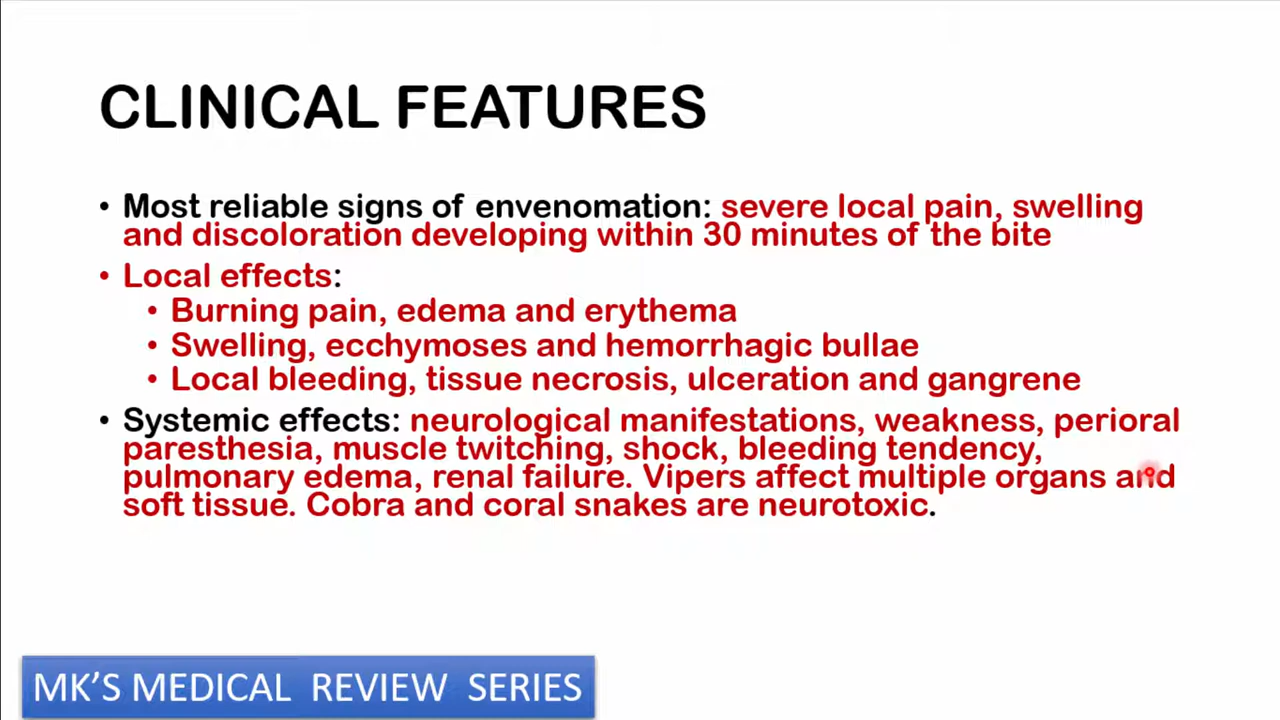 CLINICAL FEATURES
• Most reliable signs of envenomation: severe local pain, swelling
and discoloration developing within 30 minutes of the bite
• Local effects:
• Burning pain, edema and erythema
• Swelling, ecchymoses and hemorrhagic bullae
• Local bleeding, tissue necrosis, ulceration and gangrene
• Systemic effects: neurological manifestations, weakness, perioral
paresthesia, muscle twitching, shock, bleeding tendency,
pulmonary edema, renal failure. Vipers affect multiple organs and
soft tissue. Cobra and coral snakes are neurotoxic.
MK'S MEDICAL REVIEW SERIES